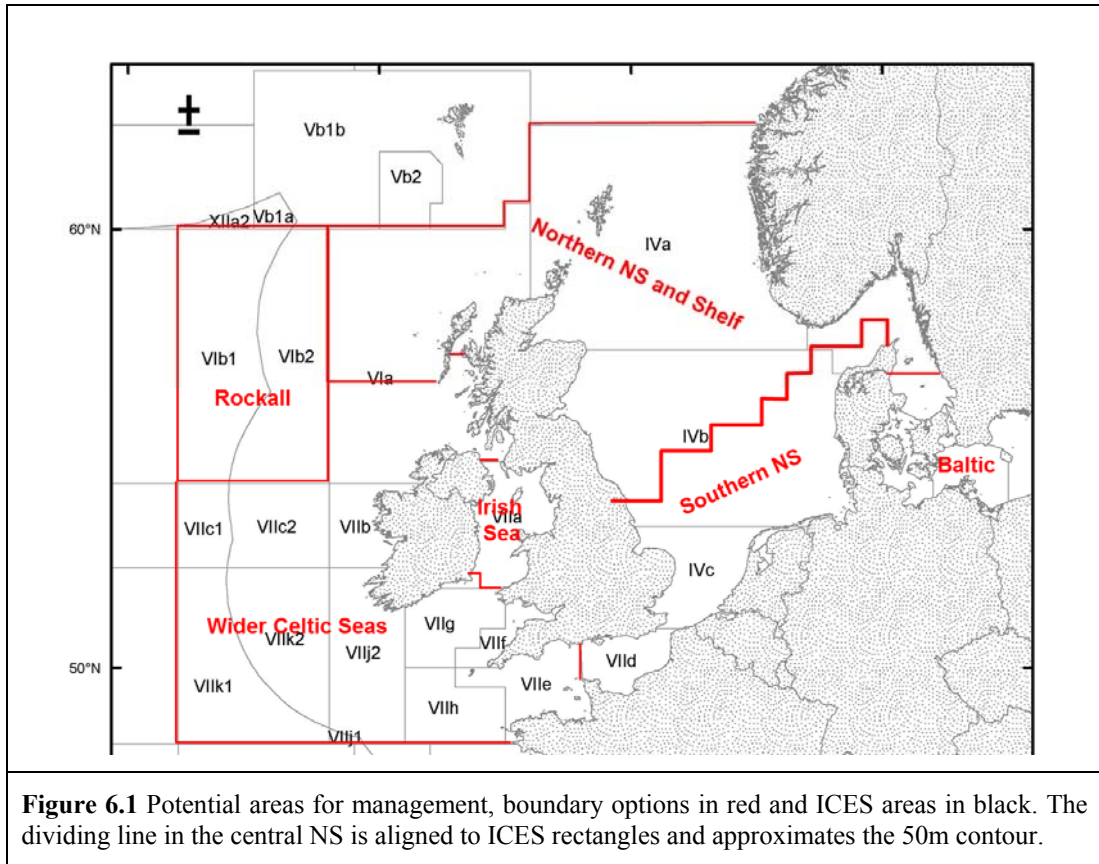 ±
Vb1b
Vb2
XIIa2
Vb1a
60°N
IVa
Northern NS and Shelf
VIb1
VIb2
VIa
Rockall
IVb
Southern NS
Baltic
Irish
VIIa
Sea
VIIc1
VIIc2
VIIb
IVc
Wider Celtic Seas
VIIg
VIIf
VIIk2
VIIj2
VIId
50°N
VIIe
VIIk1
VIIh
VIIj1
Figure 6.1 Potential areas for management, boundary options in red and ICES areas in black. The
dividing line in the central NS is aligned to ICES rectangles and approximates the 50m contour.